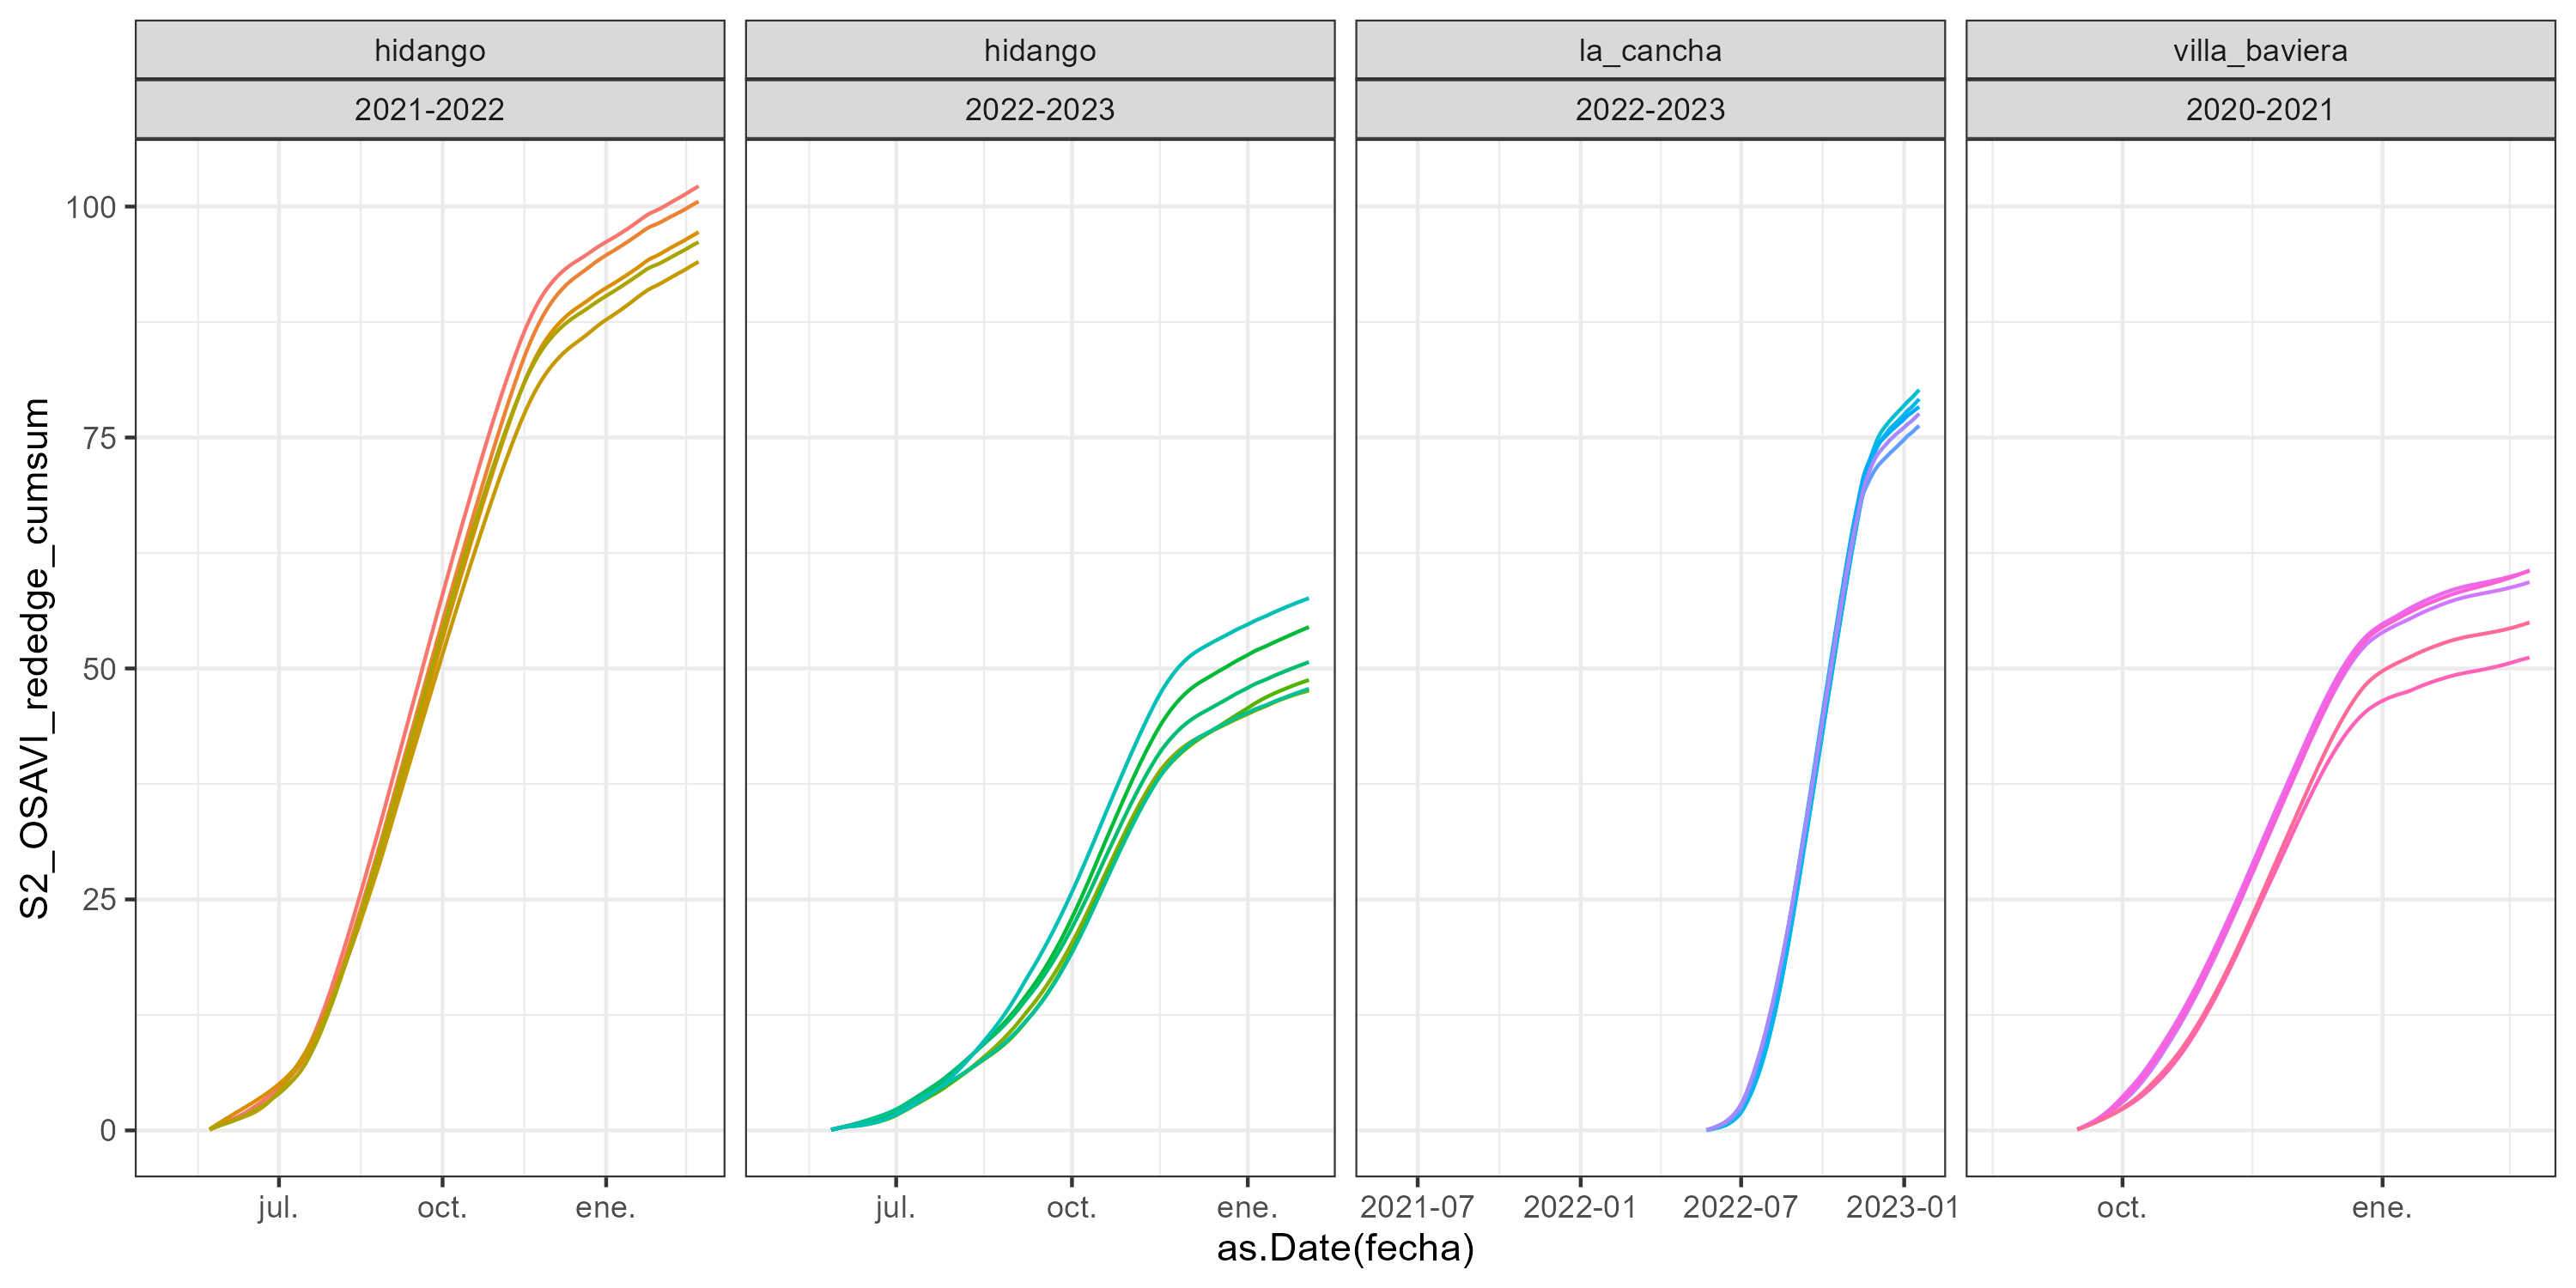 hidango hidango la_cancha villa_baviera
2021-2022 2022-2023 2022-2023 2020-2021
S2_OSAVI_rededge_cumsum
100
75
50
25
0
jul. oct. ene. jul. oct. ene. 2021-07 2022-01 2022-07 2023-01 oct. ene.
as.Date(fecha)